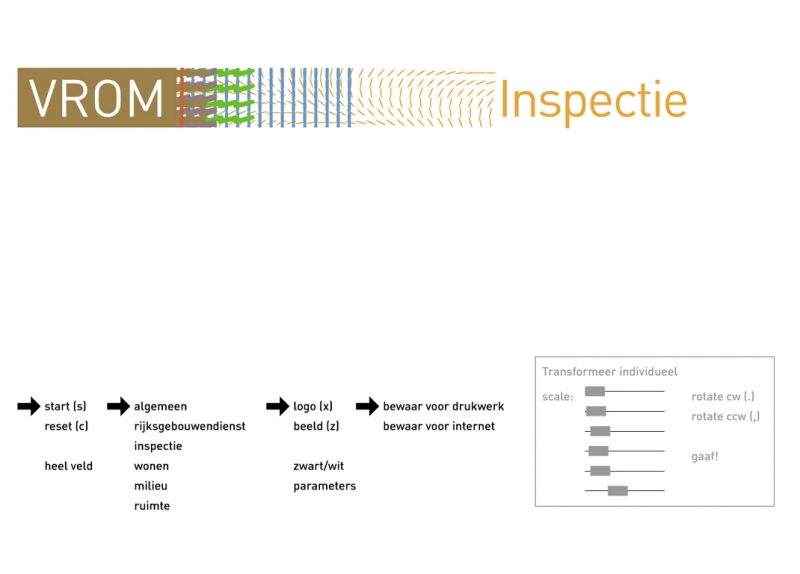 VROM Inspectie
start (s)
reset (c)
heel veld
algemeen
rijksgebouwendienst
inspectie
wonen
milieu
ruimte
logo (x)
beeld (z)
zwart/wit
parameters
bewaar voor drukwerk
bewaar voor internet
Transformeer individueel
scale:
rotate cw (.)
rotate ccw (,)
gaaf!